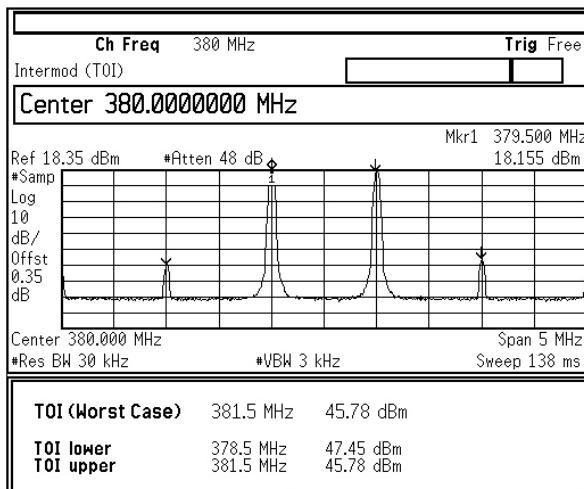 Ch Freq 380 MHz Trig Free
Intermod (TOI)
Center 380.0000000 MHz
Mkr1 379.500 MHz
Ref 18.35 dBm #Atten 48 dB 18.155 dBm
#Samp
Log
10
dB/
Offst
0.35
dB
1
Center 380.000 MHz Span 5 MHz
#Res BW 30 kHz #VBW 3 kHz Sweep 138 ms
TOI (Worst Case) 381.5 MHz 45.78 dBm
TOI lower 378.5 MHz 47.45 dBm
TOI upper 381.5 MHz 45.78 dBm